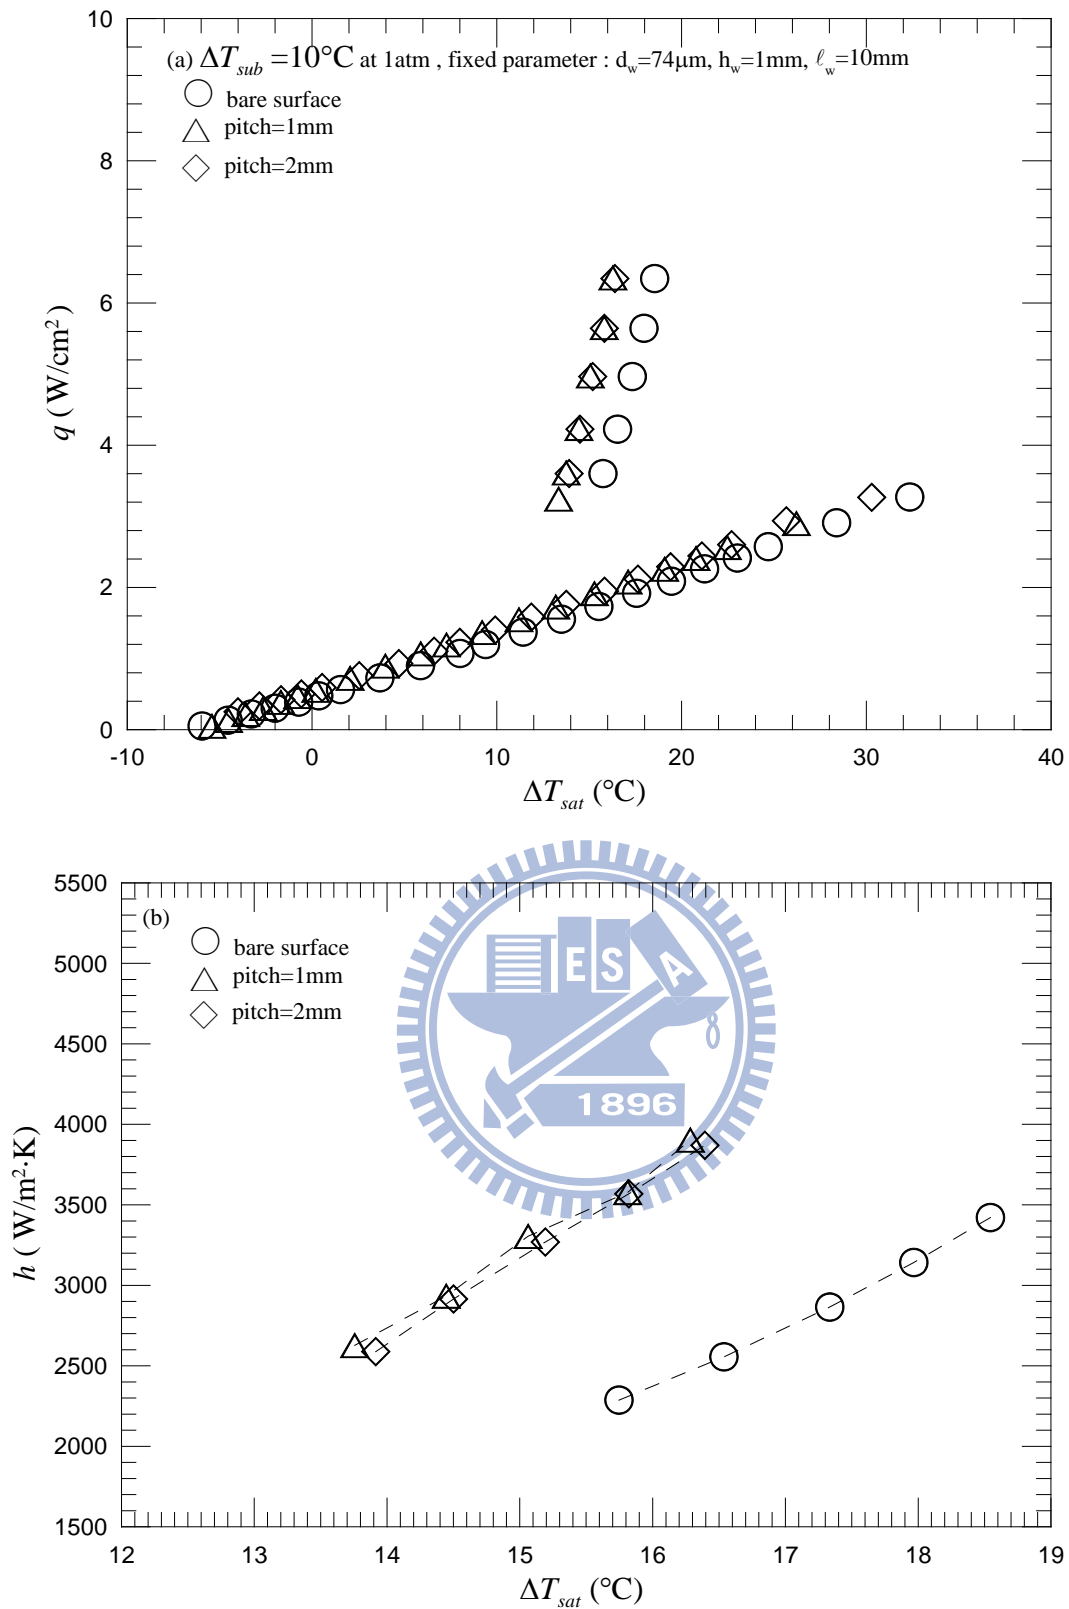 10
(a) ΔT_sub =10°C at 1atm , fixed parameter : d_w=74μm, h_w=1mm, ℓ_w=10mm
bare surface
pitch=1mm
pitch=2mm
8
6
4
2
0
q ( W/cm²)
-10 0 10 20 30 40
ΔT_sat (°C)
5500
(b)
bare surface
pitch=1mm
pitch=2mm
5000
4500
4000
3500
3000
2500
2000
1500
h ( W/m²·K)
E S A
1896
12 13 14 15 16 17 18 19
ΔT_sat (°C)